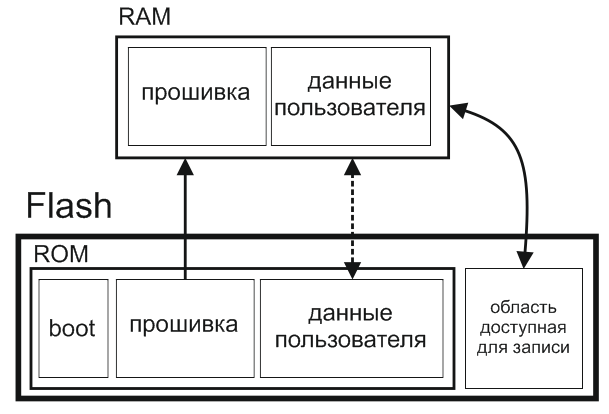 RAM
прошивка
данные
пользователя
Flash
ROM
boot
прошивка
данные
пользователя
область
доступная
для записи